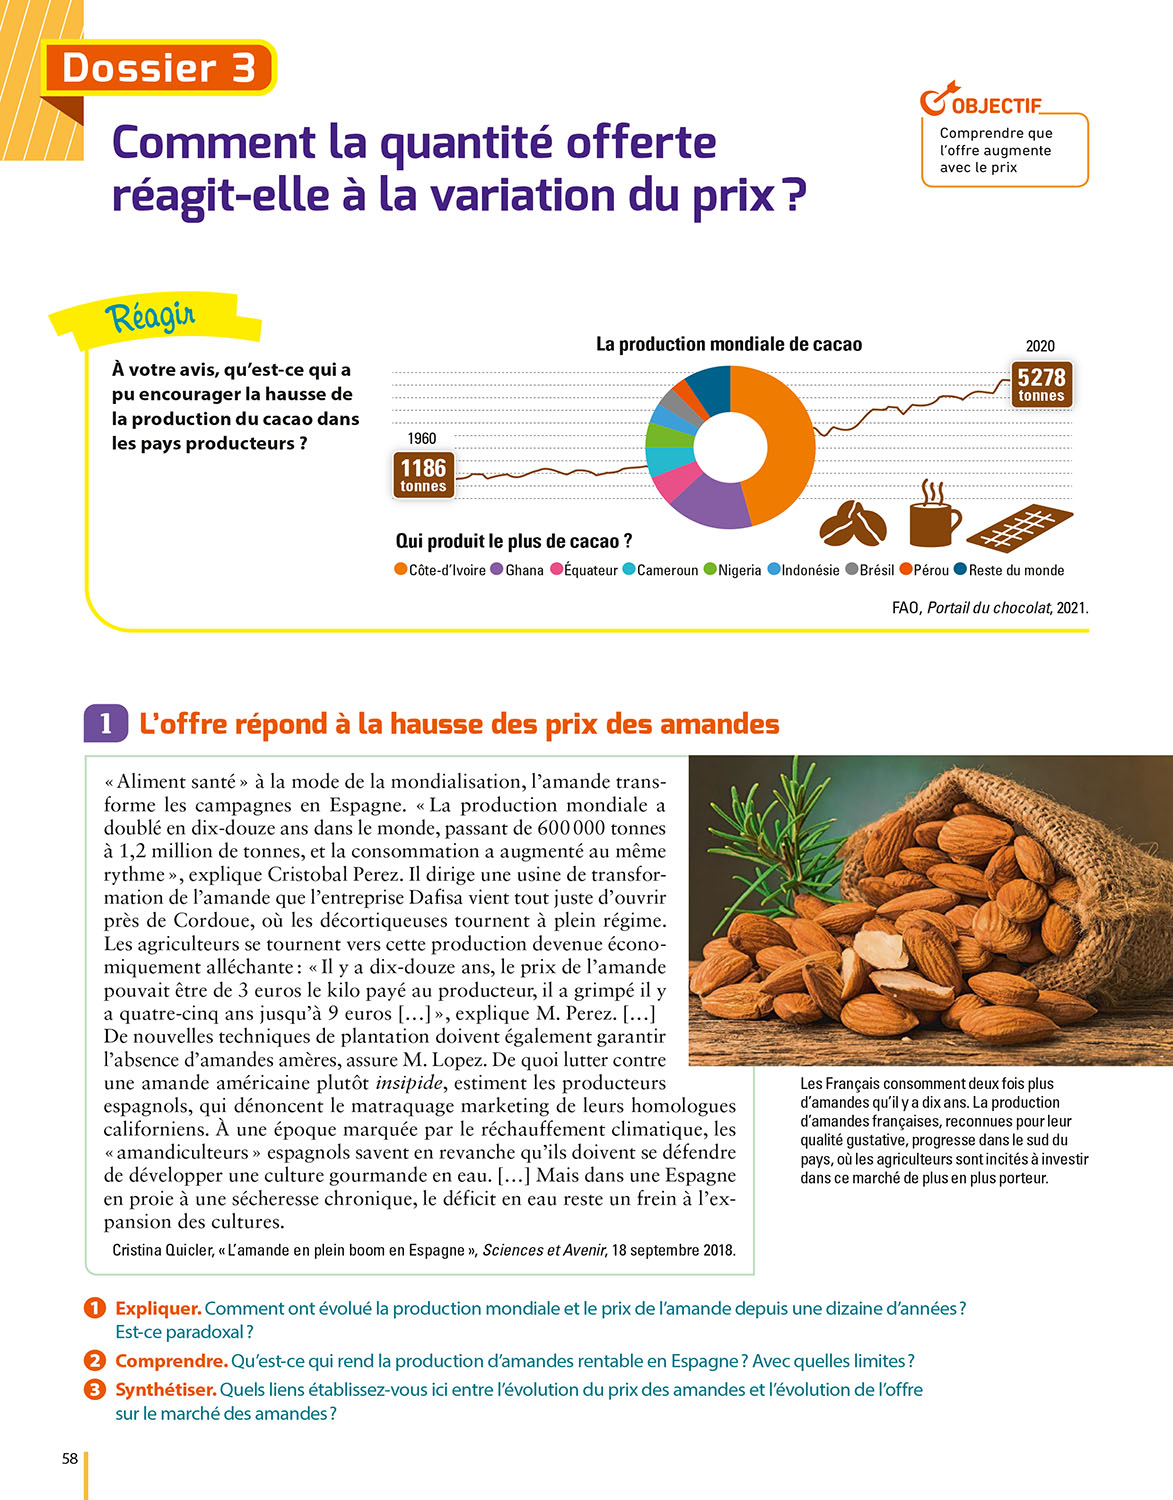 Dossier 3
Comment la quantité offerte
réagit-elle à la variation du prix ?
OBJECTIF
Comprendre que
l'offre augmente
avec le prix
Réagir
À votre avis, qu'est-ce qui a
pu encourager la hausse de
la production du cacao dans
les pays producteurs ?
La production mondiale de cacao
2020
5278
tonnes
1960
1186
tonnes
Qui produit le plus de cacao ?
Côte-d'Ivoire Ghana Équateur Cameroun Nigeria Indonésie Brésil Pérou Reste du monde
FAO, Portail du chocolat, 2021.
1 L'offre répond à la hausse des prix des amandes
« Aliment santé » à la mode de la mondialisation, l'amande trans-
forme les campagnes en Espagne. « La production mondiale a
doublé en dix-douze ans dans le monde, passant de 600 000 tonnes
à 1,2 million de tonnes, et la consommation a augmenté au même
rythme », explique Cristobal Perez. Il dirige une usine de transfor-
mation de l'amande que l'entreprise Dafisa vient tout juste d'ouvrir
près de Cordoue, où les décortiqueuses tournent à plein régime.
Les agriculteurs se tournent vers cette production devenue écono-
miquement alléchante : « Il y a dix-douze ans, le prix de l'amande
pouvait être de 3 euros le kilo payé au producteur, il a grimpé il y
a quatre-cinq ans jusqu'à 9 euros [...] », explique M. Perez. [...]
De nouvelles techniques de plantation doivent également garantir
l'absence d'amandes amères, assure M. Lopez. De quoi lutter contre
une amande américaine plutôt insipide, estiment les producteurs
espagnols, qui dénoncent le matraquage marketing de leurs homologues
californiens. À une époque marquée par le réchauffement climatique, les
« amandiculteurs » espagnols savent en revanche qu'ils doivent se défendre
de développer une culture gourmande en eau. [...] Mais dans une Espagne
en proie à une sécheresse chronique, le déficit en eau reste un frein à l'ex-
pansion des cultures.
Cristina Quicler, « L'amande en plein boom en Espagne », Sciences et Avenir, 18 septembre 2018.
Les Français consomment deux fois plus
d'amandes qu'il y a dix ans. La production
d'amandes françaises, reconnues pour leur
qualité gustative, progresse dans le sud du
pays, où les agriculteurs sont incités à investir
dans ce marché de plus en plus porteur.
1 Expliquer. Comment ont évolué la production mondiale et le prix de l'amande depuis une dizaine d'années ?
Est-ce paradoxal ?
2 Comprendre. Qu'est-ce qui rend la production d'amandes rentable en Espagne ? Avec quelles limites ?
3 Synthétiser. Quels liens établissez-vous ici entre l'évolution du prix des amandes et l'évolution de l'offre
sur le marché des amandes ?
58